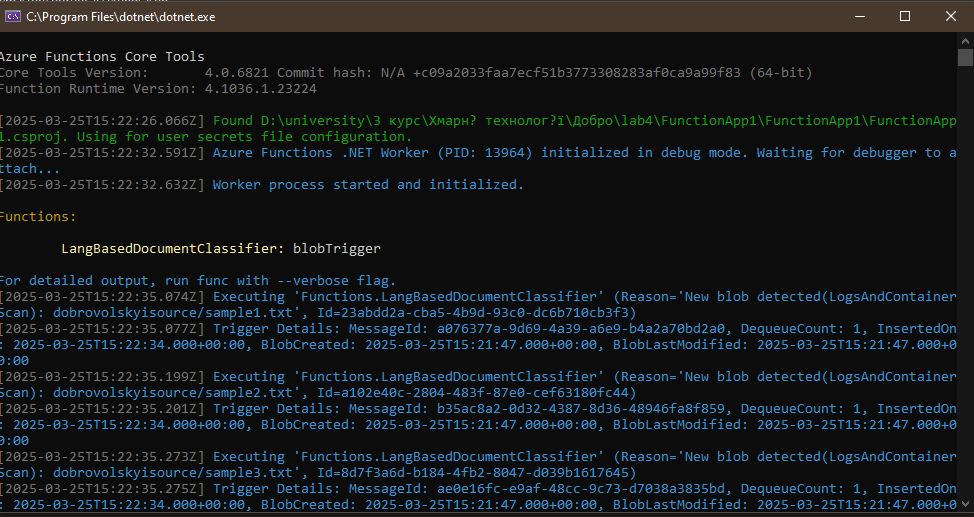 C:\Program Files\dotnet\dotnet.exe
Azure Functions Core Tools
Core Tools Version:       4.0.6821 Commit hash: N/A +c09a2033faa7ecf51b3773308283af0ca9a99f83 (64-bit)
Function Runtime Version: 4.1036.1.23224
[2025-03-25T15:22:26.066Z] Found D:\university\3 курс\Хмарн? технолог?ї\Добро\lab4\FunctionApp1\FunctionApp1\FunctionApp
1.csproj. Using for user secrets file configuration.
[2025-03-25T15:22:32.591Z] Azure Functions .NET Worker (PID: 13964) initialized in debug mode. Waiting for debugger to a
ttach...
[2025-03-25T15:22:32.632Z] Worker process started and initialized.
Functions:
LangBasedDocumentClassifier: blobTrigger
For detailed output, run func with --verbose flag.
[2025-03-25T15:22:35.074Z] Executing 'Functions.LangBasedDocumentClassifier' (Reason='New blob detected(LogsAndContainer
Scan): dobrovolskyisource/sample1.txt', Id=23abdd2a-cba5-4b9d-93c0-dc6b710cb3f3)
[2025-03-25T15:22:35.077Z] Trigger Details: MessageId: a076377a-9d69-4a39-a6e9-b4a2a70bd2a0, DequeueCount: 1, InsertedOn
: 2025-03-25T15:22:34.000+00:00, BlobCreated: 2025-03-25T15:21:47.000+00:00, BlobLastModified: 2025-03-25T15:21:47.000+0
0:00
[2025-03-25T15:22:35.199Z] Executing 'Functions.LangBasedDocumentClassifier' (Reason='New blob detected(LogsAndContainer
Scan): dobrovolskyisource/sample2.txt', Id=a102e40c-2804-483f-87e0-cef63180fc44)
[2025-03-25T15:22:35.201Z] Trigger Details: MessageId: b35ac8a2-0d32-4387-8d36-48946fa8f859, DequeueCount: 1, InsertedOn
: 2025-03-25T15:22:34.000+00:00, BlobCreated: 2025-03-25T15:21:47.000+00:00, BlobLastModified: 2025-03-25T15:21:47.000+0
0:00
[2025-03-25T15:22:35.273Z] Executing 'Functions.LangBasedDocumentClassifier' (Reason='New blob detected(LogsAndContainer
Scan): dobrovolskyisource/sample3.txt', Id=8d7f3a6d-b184-4fb2-8047-d039b1617645)
[2025-03-25T15:22:35.275Z] Trigger Details: MessageId: ae0e16fc-e9af-48cc-9c73-d7038a3835bd, DequeueCount: 1, InsertedOn
: 2025-03-25T15:22:34.000+00:00, BlobCreated: 2025-03-25T15:21:47.000+00:00, BlobLastModified: 2025-03-25T15:21:47.000+0